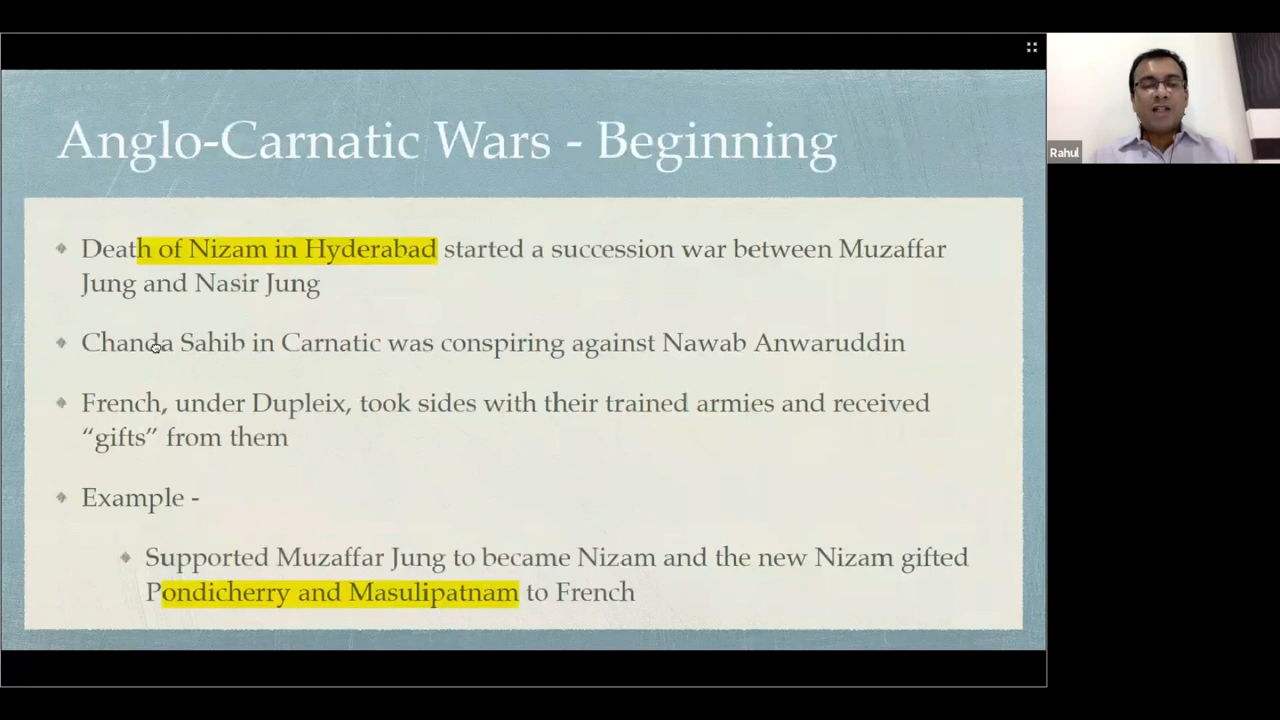 Anglo-Carnatic Wars - Beginning
Death of Nizam in Hyderabad started a succession war between Muzaffar
Jung and Nasir Jung
Chanda Sahib in Carnatic was conspiring against Nawab Anwaruddin
French, under Dupleix, took sides with their trained armies and received
“gifts” from them
Example -
Supported Muzaffar Jung to became Nizam and the new Nizam gifted
Pondicherry and Masulipatnam to French
Rahul